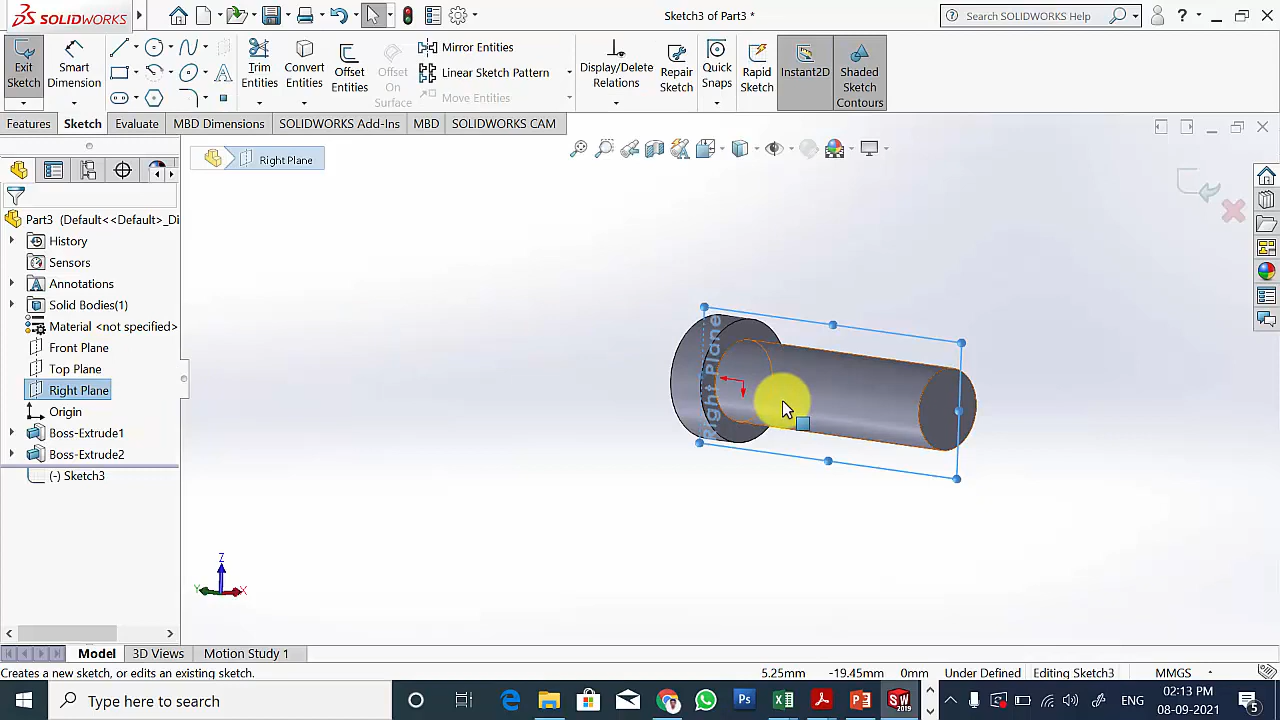 SOLIDWORKS
Sketch3 of Part3 *
Search SOLIDWORKS Help
?
Exit Sketch
Smart Dimension
Trim Entities
Convert Entities
Offset Entities
Offset On Surface
Mirror Entities
Linear Sketch Pattern
Move Entities
Display/Delete Relations
Repair Sketch
Quick Snaps
Rapid Sketch
Instant2D
Shaded Sketch Contours
Features
Sketch
Evaluate
MBD Dimensions
SOLIDWORKS Add-Ins
MBD
SOLIDWORKS CAM
Right Plane
Part3 (Default<<Default>_Di
History
Sensors
Annotations
Solid Bodies(1)
Material <not specified>
Front Plane
Top Plane
Right Plane
Origin
Boss-Extrude1
Boss-Extrude2
(-) Sketch3
Right Plane
Z
Y
X
Model
3D Views
Motion Study 1
Creates a new sketch, or edits an existing sketch.
5.25mm
-19.45mm
0mm
Under Defined
Editing Sketch3
MMGS
Type here to search
ENG
02:13 PM
08-09-2021
5